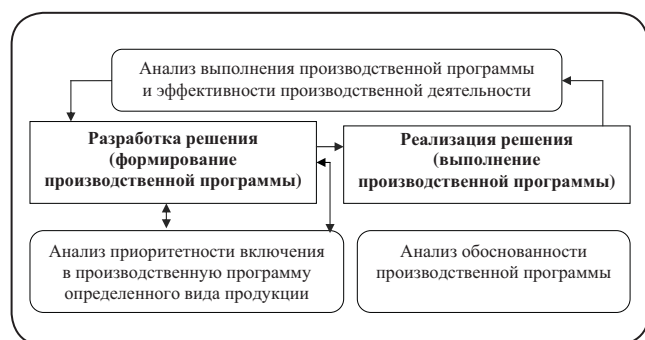 Анализ выполнения производственной программы
и эффективности производственной деятельности
Разработка решения
(формирование
производственной программы)
Реализация решения
(выполнение
производственной программы)
Анализ приоритетности включения
в производственную программу
определенного вида продукции
Анализ обоснованности
производственной программы